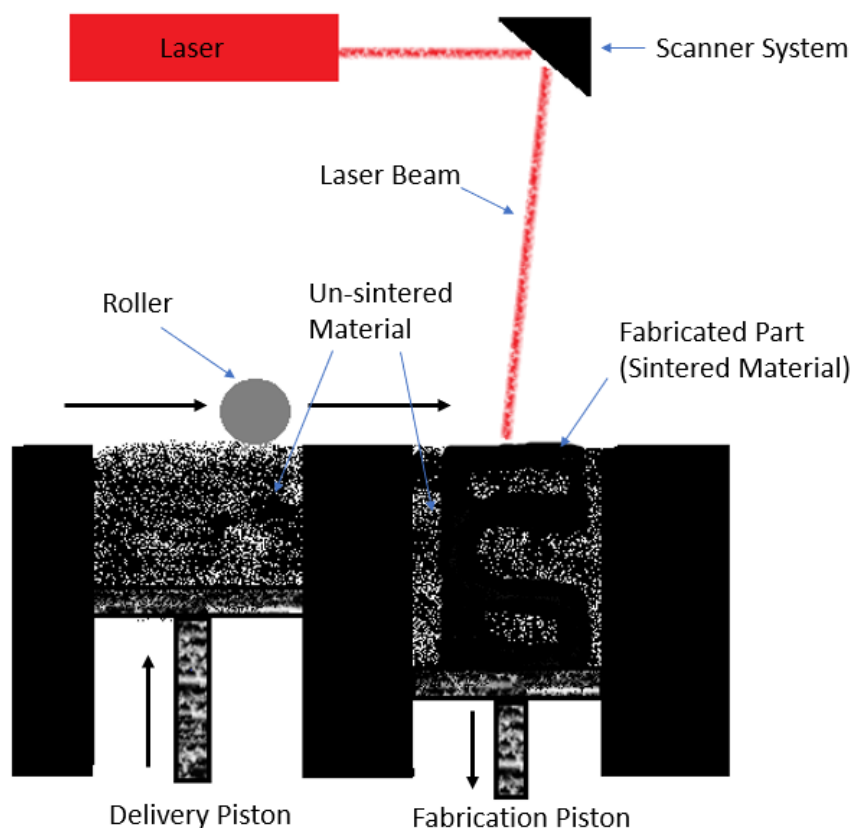 Laser
Scanner System
Laser Beam
Roller
Un-sintered
Material
Fabricated Part
(Sintered Material)
Delivery Piston
Fabrication Piston